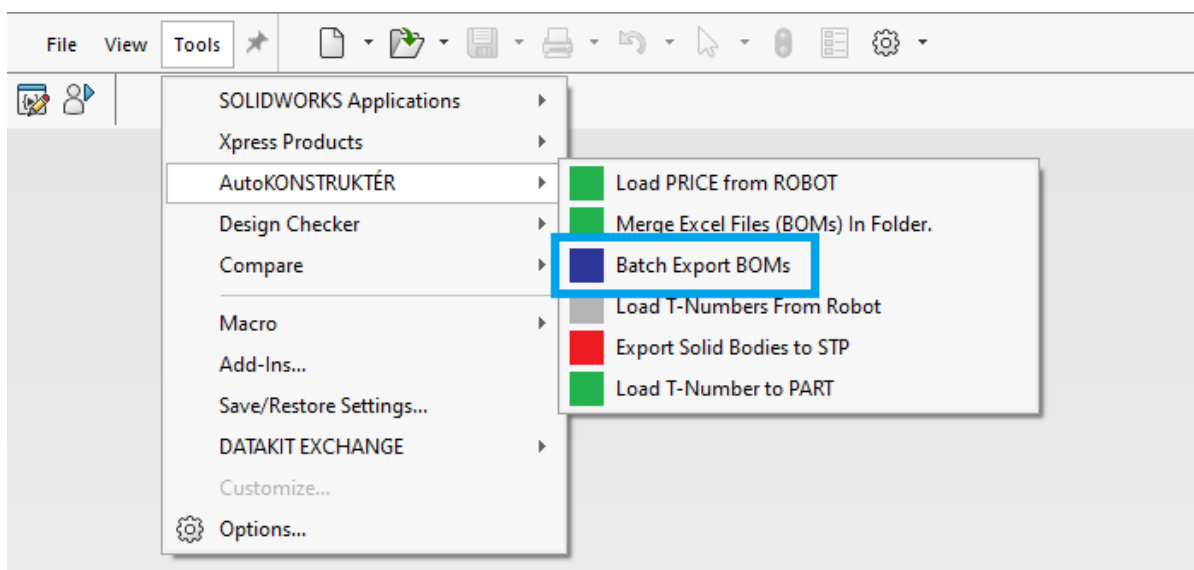 File View Tools
SOLIDWORKS Applications
Xpress Products
AutoKONSTRUKTÉR
Design Checker
Compare
Macro
Add-Ins...
Save/Restore Settings...
DATAKIT EXCHANGE
Customize...
Options...
Load PRICE from ROBOT
Merge Excel Files (BOMs) In Folder.
Batch Export BOMs
Load T-Numbers From Robot
Export Solid Bodies to STP
Load T-Number to PART